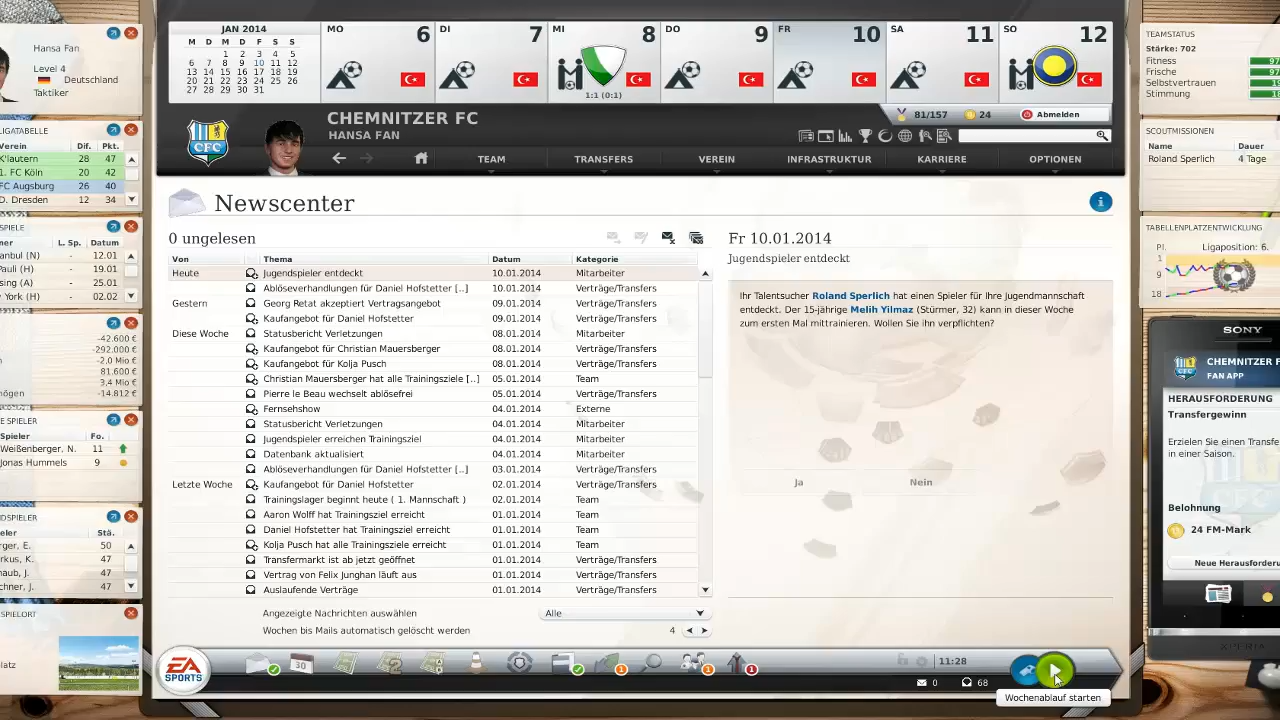 Hansa Fan
Level 4
Deutschland
Taktiker
JAN 2014
M D M D F S S
1 2 3 4 5
6 7 8 9 10 11 12
13 14 15 16 17 18 19
20 21 22 23 24 25 26
27 28 29 30 31
MO 6
DI 7
MI 8
1:1 (0:1)
DO 9
FR 10
SA 11
SO 12
81/157
24
Abmelden
CFC
CHEMNITZER FC
HANSA FAN
TEAM
TRANSFERS
VEREIN
INFRASTRUKTUR
KARRIERE
OPTIONEN
TEAMSTATUS
Stärke: 702
Fitness 97
Frische 97
Selbstvertrauen
Stimmung
SCOUTMISSIONEN
Name Dauer
Roland Sperlich 4 Tage
TABELLENPLATZENTWICKLUNG
Pl. Ligaposition: 6.
1
9
18
LIGATABELLE
Verein Dif. Pkt.
K'lautern 28 47
1. FC Köln 20 42
FC Augsburg 26 40
D. Dresden 12 34
SPIELE
ner L. Sp. Datum
anbul (N) - 12.01
Pauli (H) - 19.01
sing (A) - 25.01
York (H) - 02.02
-42.600 €
-292.000 €
-2.0 Mio €
81.600 €
3,4 Mio €
mögen -14.812 €
E SPIELER
Spieler Fo.
Weißenberger, N. 11
Jonas Hummels 9
NDSPIELER
ieler Stä.
rger, E. 50
rkus, K. 47
haub, J. 47
chner, J. 47
SPIELORT
platz
Newscenter
0 ungelesen
Von Thema Datum Kategorie
Heute Jugendspieler entdeckt 10.01.2014 Mitarbeiter
Ablöseverhandlungen für Daniel Hofstetter [..] 10.01.2014 Verträge/Transfers
Gestern Georg Retat akzeptiert Vertragsangebot 09.01.2014 Verträge/Transfers
Kaufangebot für Daniel Hofstetter 09.01.2014 Verträge/Transfers
Diese Woche Statusbericht Verletzungen 08.01.2014 Mitarbeiter
Kaufangebot für Christian Mauersberger 08.01.2014 Verträge/Transfers
Kaufangebot für Kolja Pusch 08.01.2014 Verträge/Transfers
Christian Mauersberger hat alle Trainingsziele [..] 05.01.2014 Team
Pierre le Beau wechselt ablösefrei 05.01.2014 Verträge/Transfers
Fernsehshow 04.01.2014 Externe
Statusbericht Verletzungen 04.01.2014 Mitarbeiter
Jugendspieler erreichen Trainingsziel 04.01.2014 Mitarbeiter
Datenbank aktualisiert 04.01.2014 Mitarbeiter
Ablöseverhandlungen für Daniel Hofstetter [..] 03.01.2014 Verträge/Transfers
Letzte Woche Kaufangebot für Daniel Hofstetter 02.01.2014 Verträge/Transfers
Trainingslager beginnt heute ( 1. Mannschaft ) 02.01.2014 Team
Aaron Wolff hat Trainingsziel erreicht 01.01.2014 Team
Daniel Hofstetter hat Trainingsziel erreicht 01.01.2014 Team
Kolja Pusch hat alle Trainingsziele erreicht 01.01.2014 Team
Transfermarkt ist ab jetzt geöffnet 01.01.2014 Verträge/Transfers
Vertrag von Felix Junghan läuft aus 01.01.2014 Verträge/Transfers
Auslaufende Verträge 01.01.2014 Verträge/Transfers
Angezeigte Nachrichten auswählen Alle
Wochen bis Mails automatisch gelöscht werden 4
Fr 10.01.2014
Jugendspieler entdeckt
Ihr Talentsucher Roland Sperlich hat einen Spieler für Ihre Jugendmannschaft
entdeckt. Der 15-jährige Melih Yilmaz (Stürmer, 32) kann in dieser Woche
zum ersten Mal mittrainieren. Wollen Sie ihn verpflichten?
Ja Nein
SONY
CHEMNITZER F
FAN APP
HERAUSFORDERUNG
Transfergewinn
Erzielen Sie einen Transfe
in einer Saison.
Belohnung
24 FM-Mark
Neue Herausforderu
XPERIA
EA
SPORTS
30
1
1
1
11:28
0
68
Wochenablauf starten